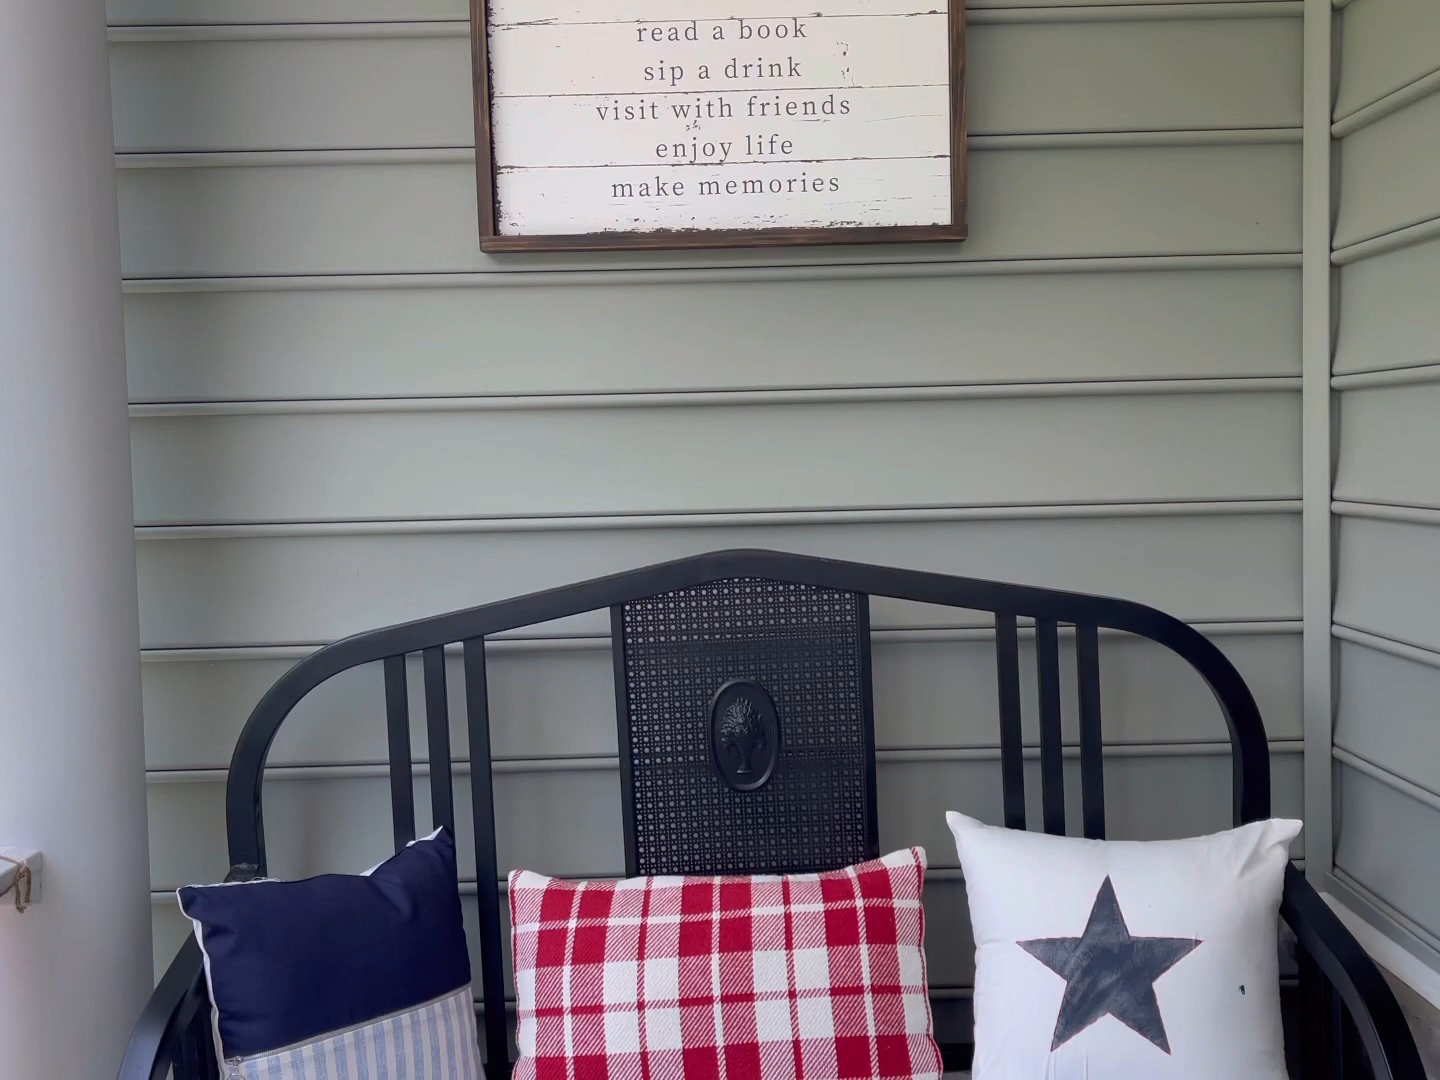 read a book
sip a drink
visit with friends
enjoy life
make memories